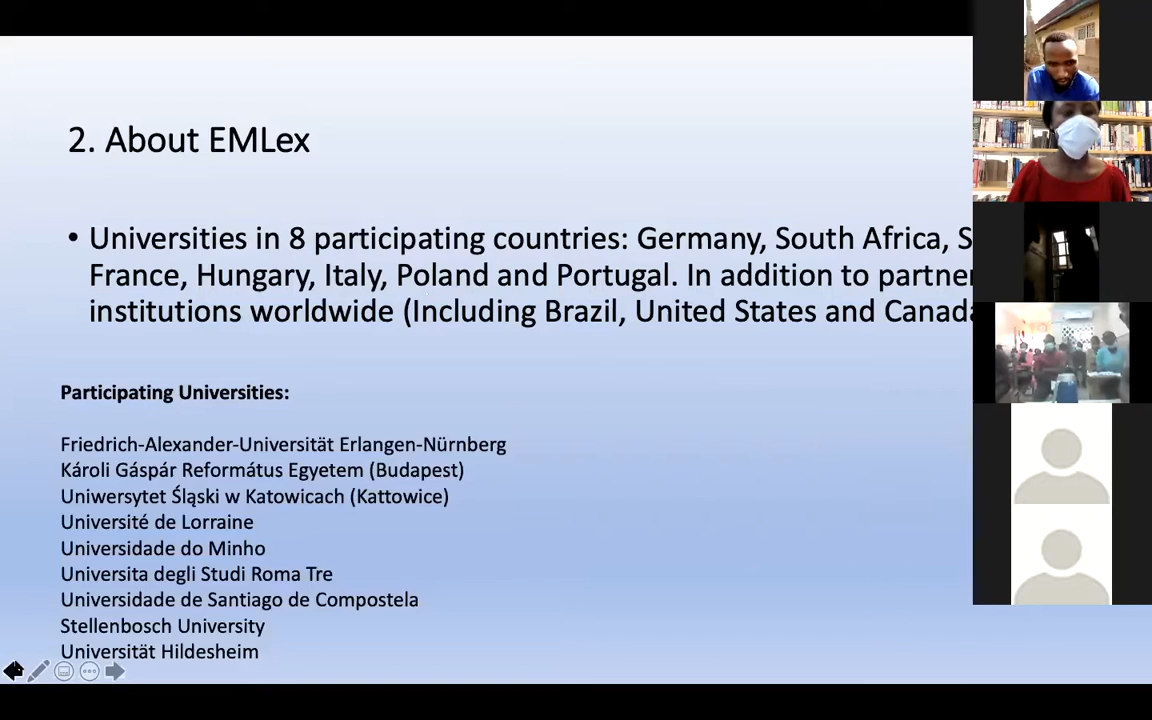 2. About EMLex
• Universities in 8 participating countries: Germany, South Africa, S
France, Hungary, Italy, Poland and Portugal. In addition to partner
institutions worldwide (Including Brazil, United States and Canada
Participating Universities:
Friedrich-Alexander-Universität Erlangen-Nürnberg
Károli Gáspár Református Egyetem (Budapest)
Uniwersytet Śląski w Katowicach (Kattowice)
Université de Lorraine
Universidade do Minho
Universita degli Studi Roma Tre
Universidade de Santiago de Compostela
Stellenbosch University
Universität Hildesheim